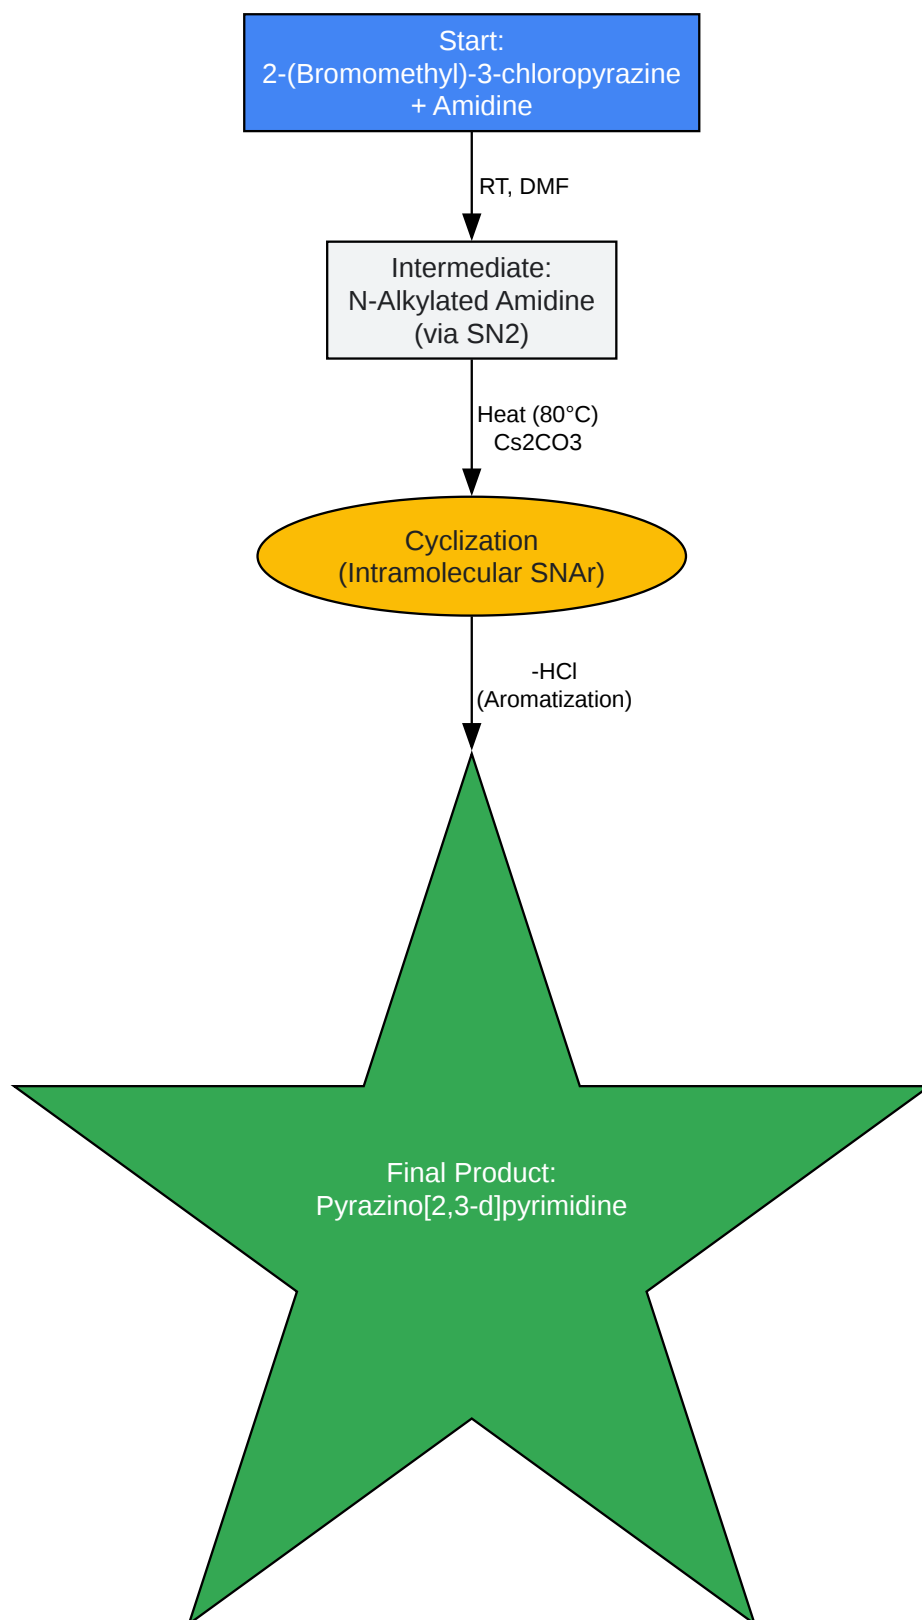 Start:
2-(Bromomethyl)-3-chloropyrazine
+ Amidine
RT, DMF
Intermediate:
N-Alkylated Amidine
(via SN2)
Heat (80°C)
Cs2CO3
Cyclization
(Intramolecular SNAr)
-HCl
(Aromatization)
Final Product:
Pyrazino[2,3-d]pyrimidine